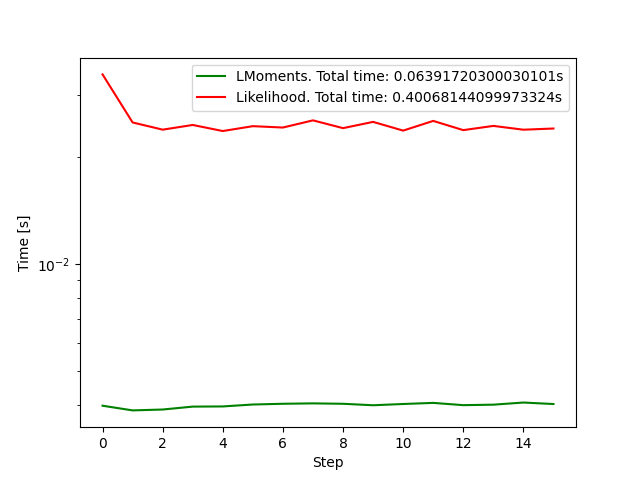 LMoments. Total time: 0.06391720300030101s
Likelihood. Total time: 0.40068144099973324s
Time [s]
10⁻²
0 2 4 6 8 10 12 14
Step